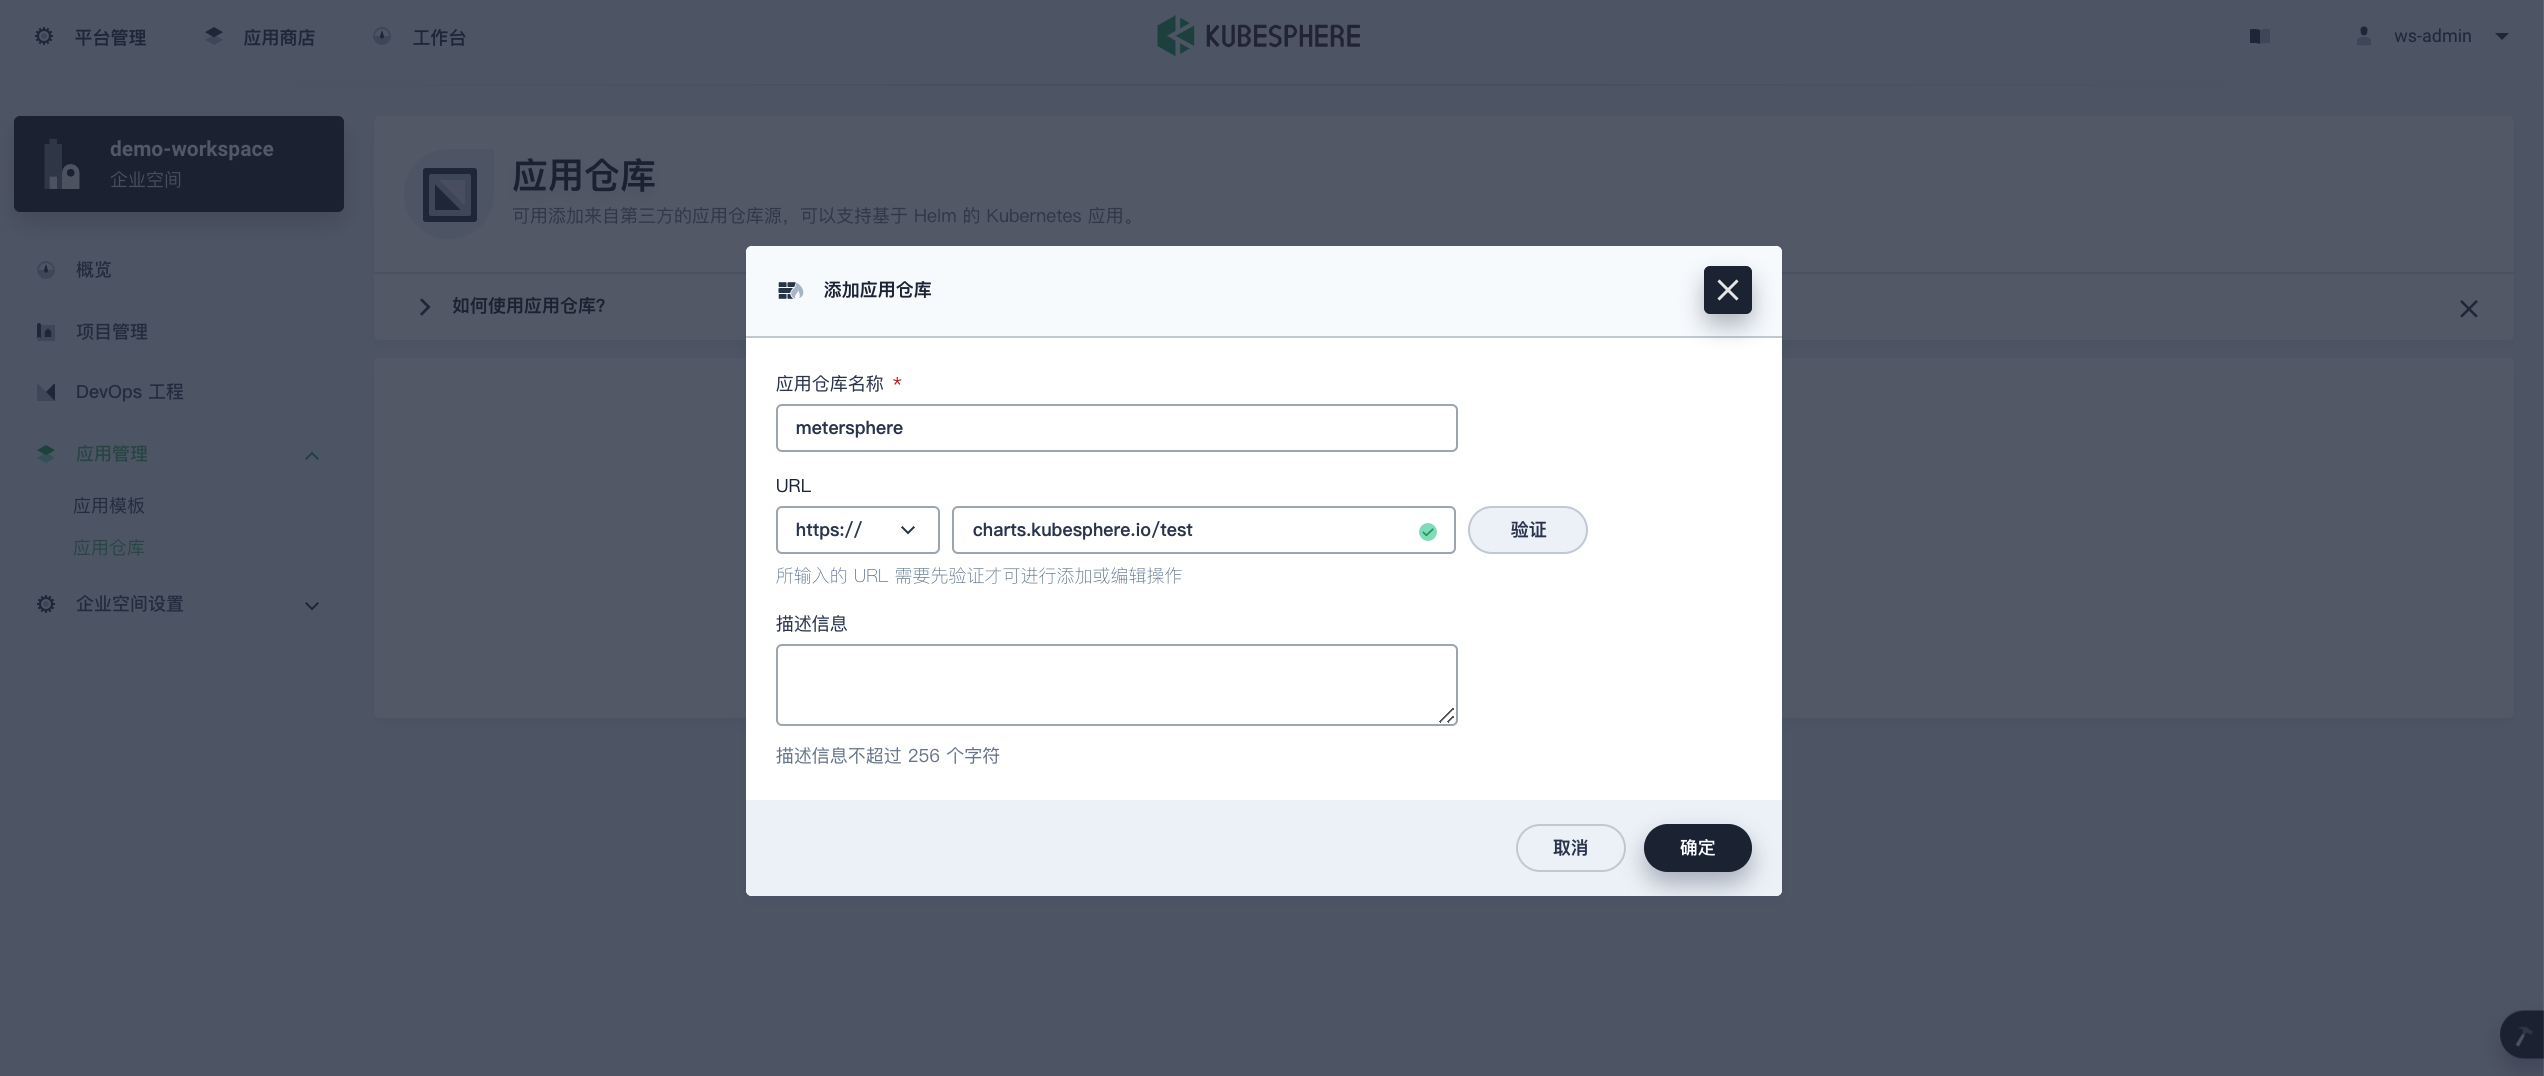 平台管理
应用商店
工作台
KUBESPHERE
ws-admin
demo-workspace
企业空间
概览
项目管理
DevOps 工程
应用管理
应用模板
应用仓库
企业空间设置
应用仓库
可用添加来自第三方的应用仓库源，可以支持基于 Helm 的 Kubernetes 应用。
如何使用应用仓库?
添加应用仓库
应用仓库名称 *
metersphere
URL
https://
charts.kubesphere.io/test
验证
所输入的 URL 需要先验证才可进行添加或编辑操作
描述信息
描述信息不超过 256 个字符
取消
确定